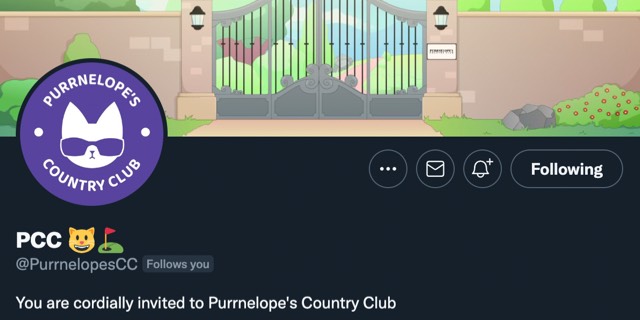 PURRNELOPE'S
COUNTRY CLUB
Following
PCC 😺⛳
@PurrnelopesCC Follows you
You are cordially invited to Purrnelope's Country Club